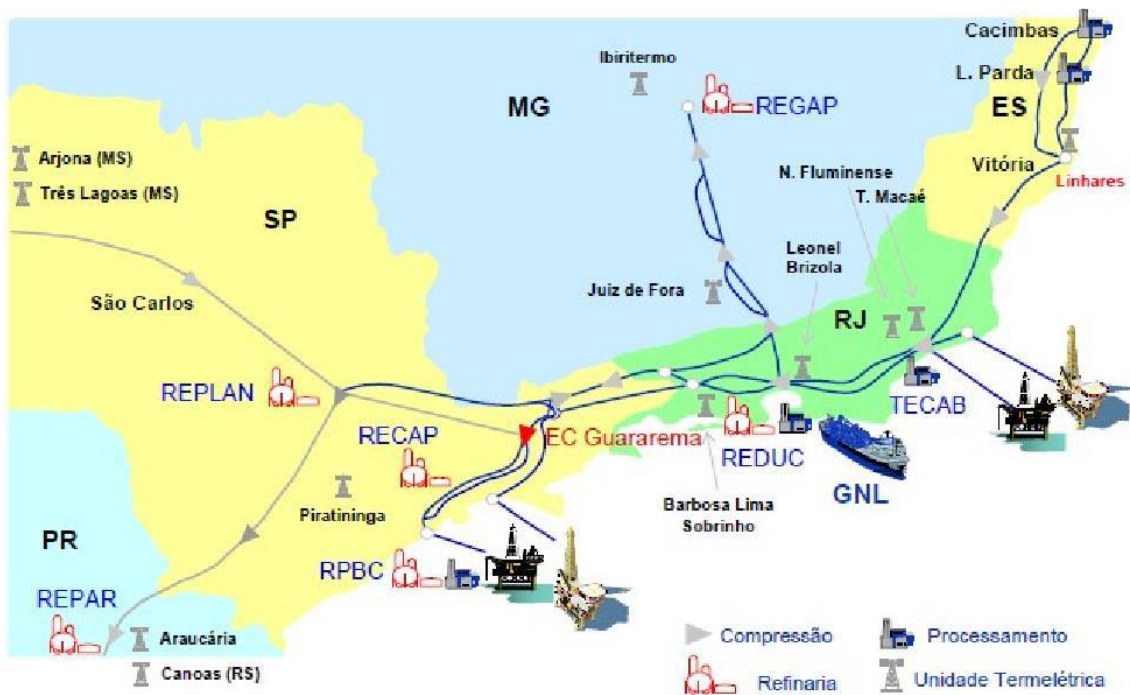 Cacimbas
Ibiritermo
L. Parda
MG
REGAP
ES
Arjona (MS)
Vitória
N. Fluminense
Linhares
Três Lagoas (MS)
T. Macaé
SP
Leonel
Brizola
Juiz de Fora
São Carlos
RJ
REPLAN
TECAB
RECAP
EC Guararema
REDUC
GNL
Piratininga
Barbosa Lima
Sobrinho
PR
RPBC
REPAR
Araucária
Canoas (RS)
Compressão
Processamento
Refinaria
Unidade Termelétrica